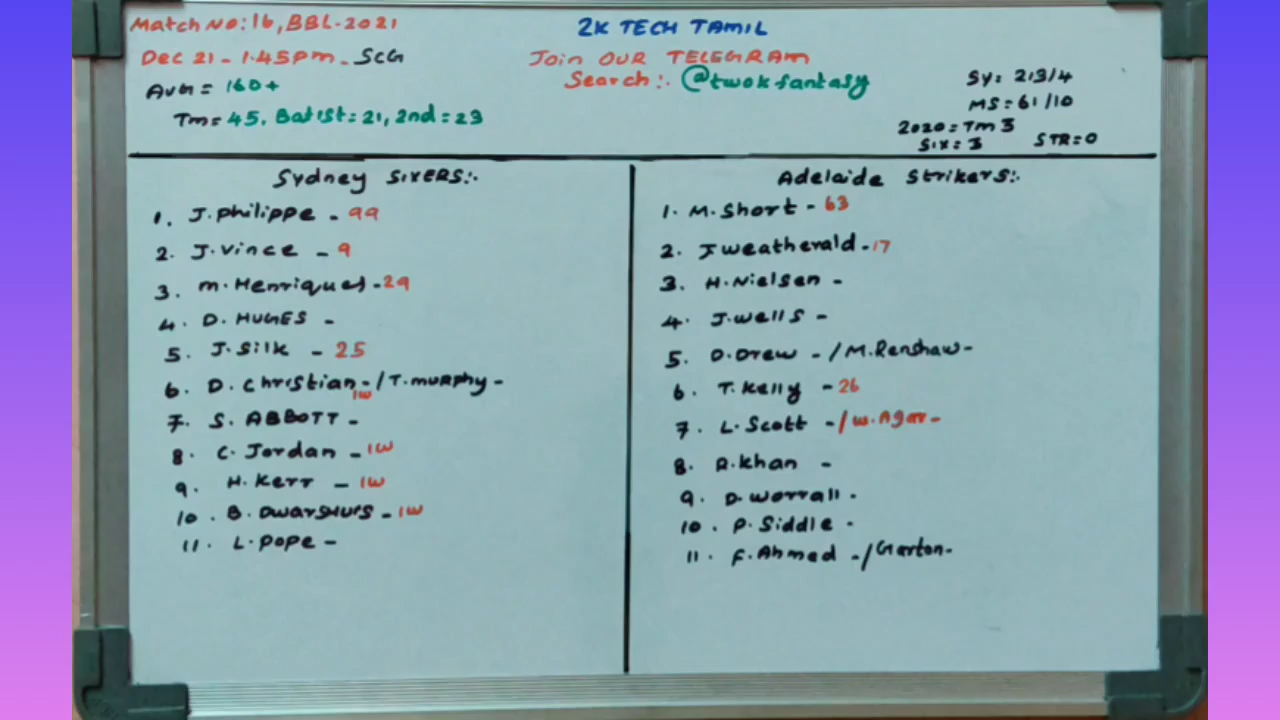 Match No: 16, BBL-2021
Dec 21 - 1.45pm - SCG
Avg = 160+
Tm = 45, Bat 1st = 21, 2nd = 23
2K TECH TAMIL
Join OUR TELEGRAM
Search:- @twokfantasy
Sy: 213/4
MS = 61/10
2020 = Tm 3
SIX = 3 STR = 0
Sydney SIXERS:-
1. J. Philippe - 99
2. J. Vince - 9
3. M. Henriques - 29
4. D. HUGES -
5. J. Silk - 25
6. D. Christian - / T. Murphy -
1W
7. S. ABBOTT -
8. C. Jordan - 1W
9. H. Kerr - 1W
10. B. DwarsHuis - 1W
11. L. Pope -
Adelaide Strikers:-
1. M. Short - 63
2. J weatherald - 17
3. H. Nielsen -
4. J. wells -
5. D. Drew - / M. Renshaw -
6. T. Kelly - 26
7. L. Scott - / W. Agar -
8. R. Khan -
9. D. Worrall -
10. P. Siddle -
11. F. Ahmed - / Garton -